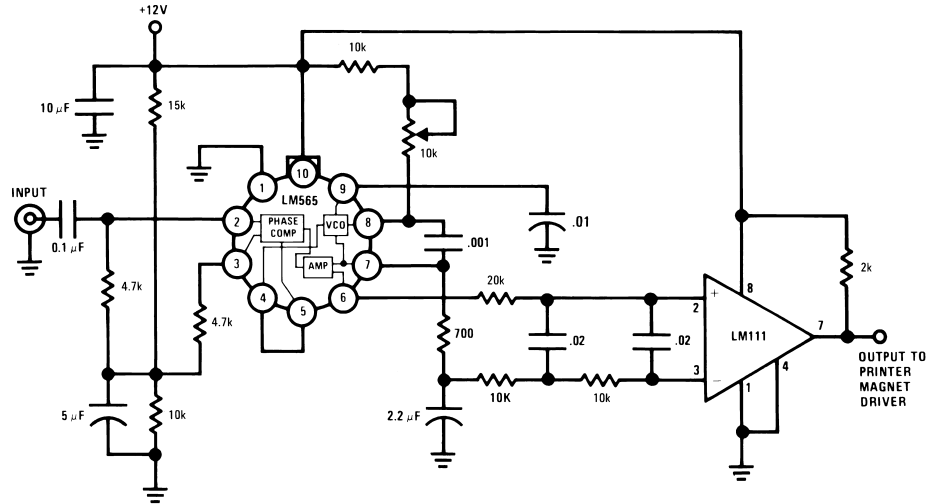 +12V
10k
10 μF
15k
10k
1
10
9
LM565
INPUT
2
PHASE
COMP
VCO
8
.01
0.1 μF
.001
3
AMP
7
2k
4.7k
4
5
6
20k
+
8
2
4.7k
700
.02
.02
LM111
7
3
−
4
OUTPUT TO
PRINTER
MAGNET
DRIVER
10K
10k
1
5 μF
10k
2.2 μF